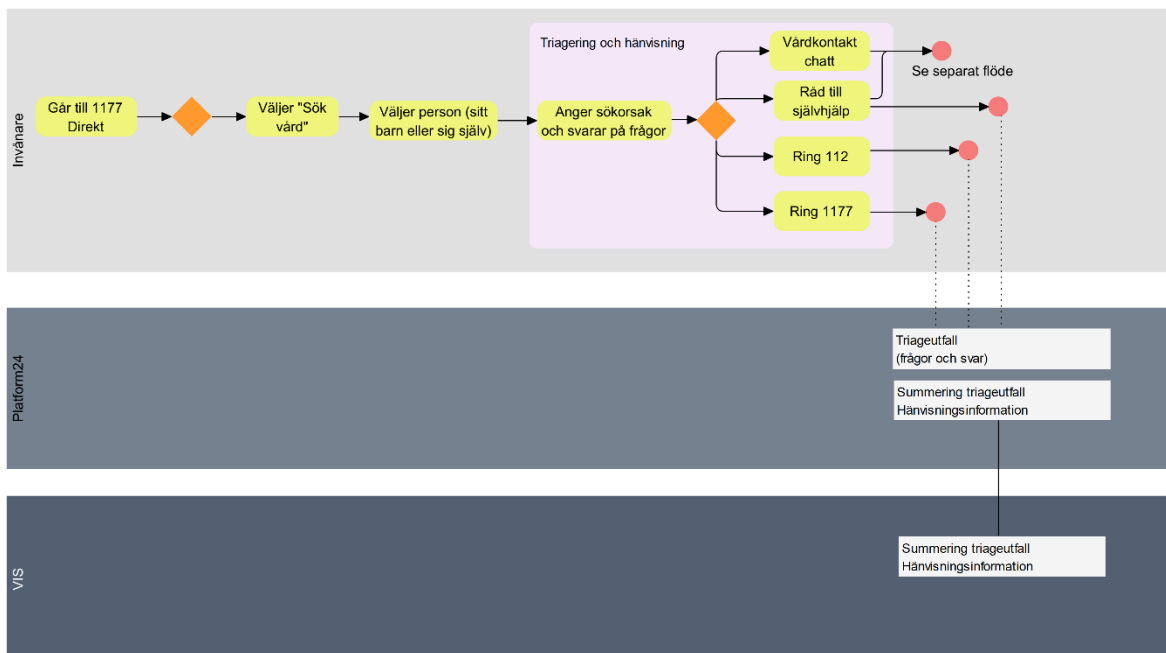 Invånare
Går till 1177
Direkt
Väljer "Sök
vård"
Väljer person (sitt
barn eller sig själv)
Triagering och hänvisning
Anger sökorsak
och svarar på frågor
Vårdkontakt
chatt
Råd till
självhjälp
Ring 112
Ring 1177
Se separat flöde
Platform24
Triageutfall
(frågor och svar)
Summering triageutfall
Hänvisningsinformation
VIS
Summering triageutfall
Hänvisningsinformation